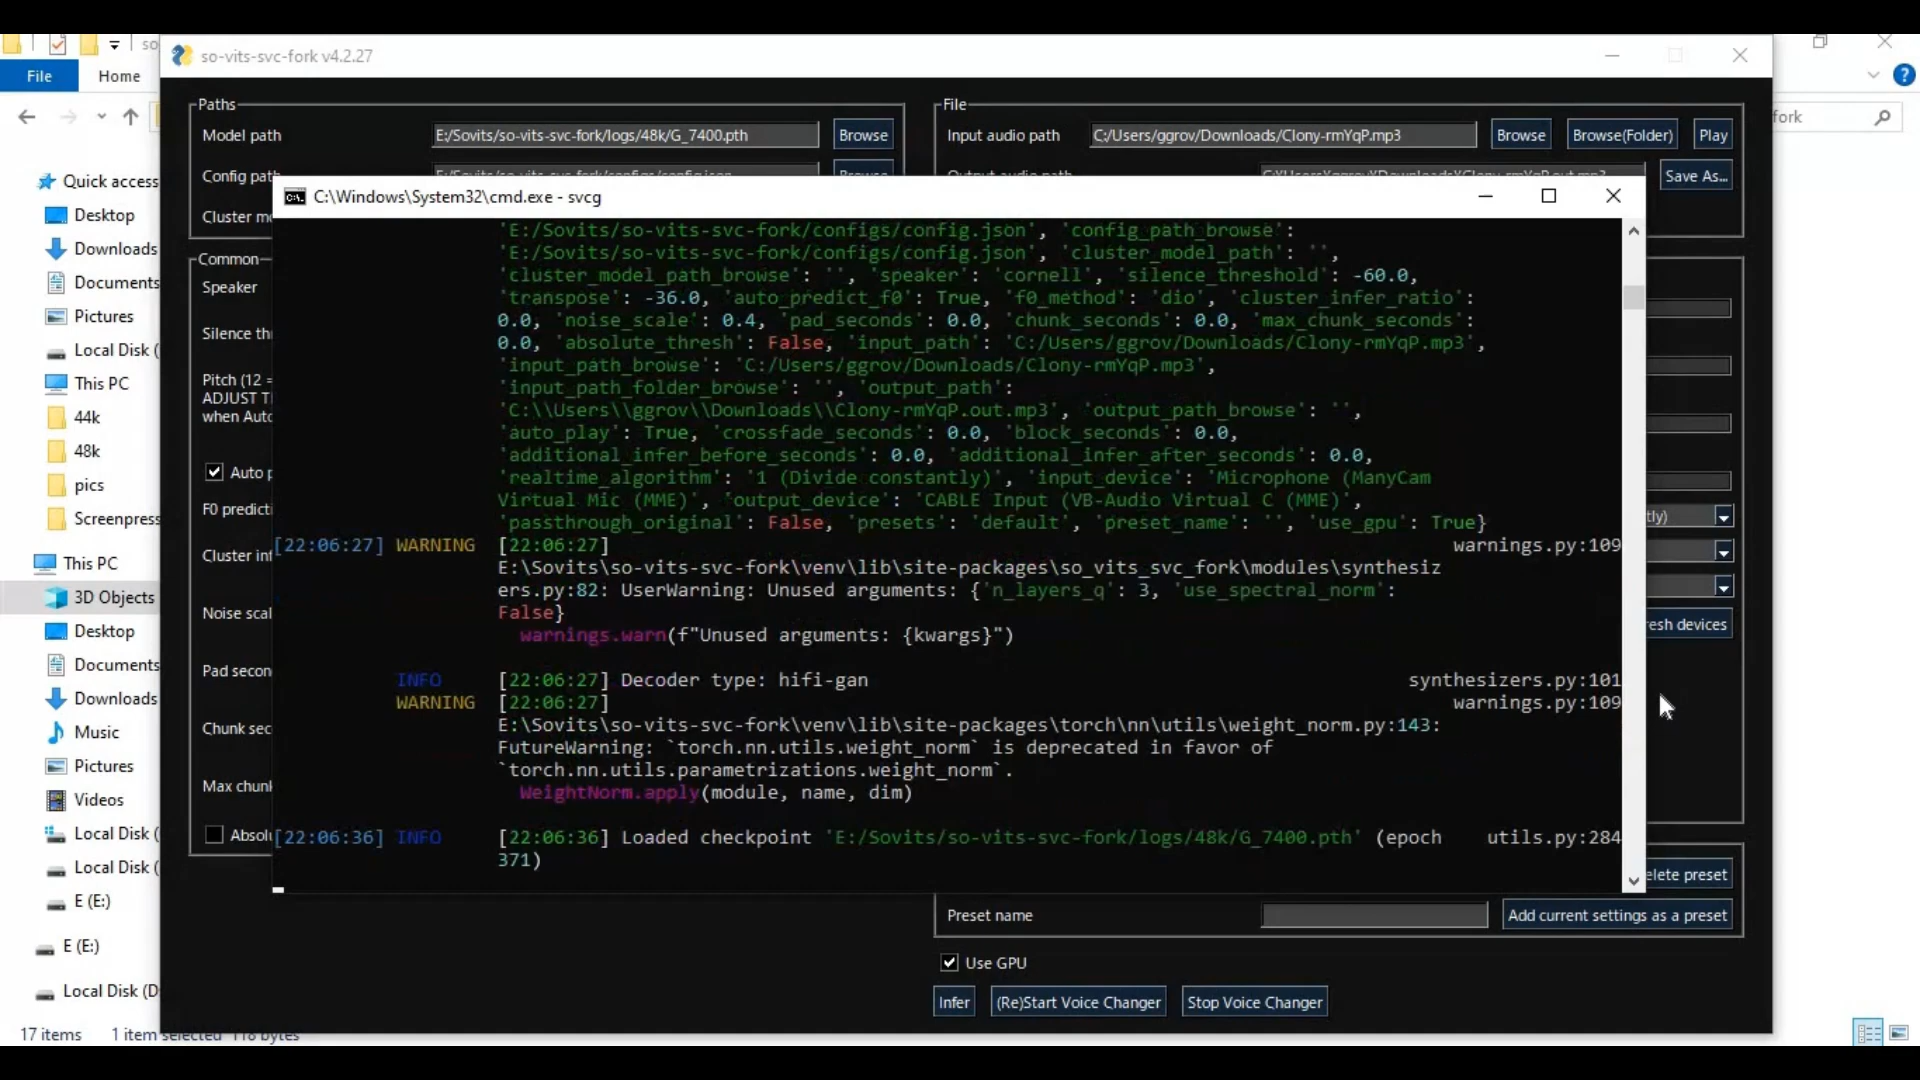 so
so-vits-svc-fork v4.2.27
File
Home
fork
Paths
Model path
E:/Sovits/so-vits-svc-fork/logs/48k/G_7400.pth
Browse
Config path
Cluster mo
File
Input audio path
C:/Users/ggrov/Downloads/Clony-rmYqP.mp3
Browse
Browse(Folder)
Play
Save As...
Quick access
Desktop
Downloads
Documents
Pictures
Local Disk (
This PC
44k
48k
pics
Screenpress
This PC
3D Objects
Desktop
Documents
Downloads
Music
Pictures
Videos
Local Disk (
Local Disk (
E (E:)
E (E:)
Local Disk (D
17 items
1 item selected 118 bytes
Common
Speaker
Silence thr
Pitch (12 =
ADJUST T
when Auto
Auto p
F0 predicti
Cluster inf
Noise scal
Pad secon
Chunk sec
Max chunk
Absolu
C:\Windows\System32\cmd.exe - svcg
'E:/Sovits/so-vits-svc-fork/configs/config.json', 'config_path_browse':
'E:/Sovits/so-vits-svc-fork/configs/config.json', 'cluster_model_path': '',
'cluster_model_path_browse': '', 'speaker': 'cornell', 'silence_threshold': -60.0,
'transpose': -36.0, 'auto_predict_f0': True, 'f0_method': 'dio', 'cluster_infer_ratio':
0.0, 'noise_scale': 0.4, 'pad_seconds': 0.0, 'chunk_seconds': 0.0, 'max_chunk_seconds':
0.0, 'absolute_thresh': False, 'input_path': 'C:/Users/ggrov/Downloads/Clony-rmYqP.mp3',
'input_path_browse': 'C:/Users/ggrov/Downloads/Clony-rmYqP.mp3',
'input_path_folder_browse': '', 'output_path':
'C:\\Users\\ggrov\\Downloads\\Clony-rmYqP.out.mp3', 'output_path_browse': '',
'auto_play': True, 'crossfade_seconds': 0.0, 'block_seconds': 0.0,
'additional_infer_before_seconds': 0.0, 'additional_infer_after_seconds': 0.0,
'realtime_algorithm': '1 (Divide constantly)', 'input_device': 'Microphone (ManyCam
Virtual Mic (MME)', 'output_device': 'CABLE Input (VB-Audio Virtual C (MME)',
'passthrough_original': False, 'presets': 'default', 'preset_name': '', 'use_gpu': True}
[22:06:27] WARNING [22:06:27] warnings.py:109
E:\Sovits\so-vits-svc-fork\venv\lib\site-packages\so_vits_svc_fork\modules\synthesiz
ers.py:82: UserWarning: Unused arguments: {'n_layers_q': 3, 'use_spectral_norm':
False}
warnings.warn(f"Unused arguments: {kwargs}")
INFO [22:06:27] Decoder type: hifi-gan synthesizers.py:101
WARNING [22:06:27] warnings.py:109
E:\Sovits\so-vits-svc-fork\venv\lib\site-packages\torch\nn\utils\weight_norm.py:143:
FutureWarning: `torch.nn.utils.weight_norm` is deprecated in favor of
`torch.nn.utils.parametrizations.weight_norm`.
WeightNorm.apply(module, name, dim)
[22:06:36] INFO [22:06:36] Loaded checkpoint 'E:/Sovits/so-vits-svc-fork/logs/48k/G_7400.pth' (epoch utils.py:284
371)
tly)
resh devices
elete preset
Preset name
Add current settings as a preset
Use GPU
Infer
(Re)Start Voice Changer
Stop Voice Changer